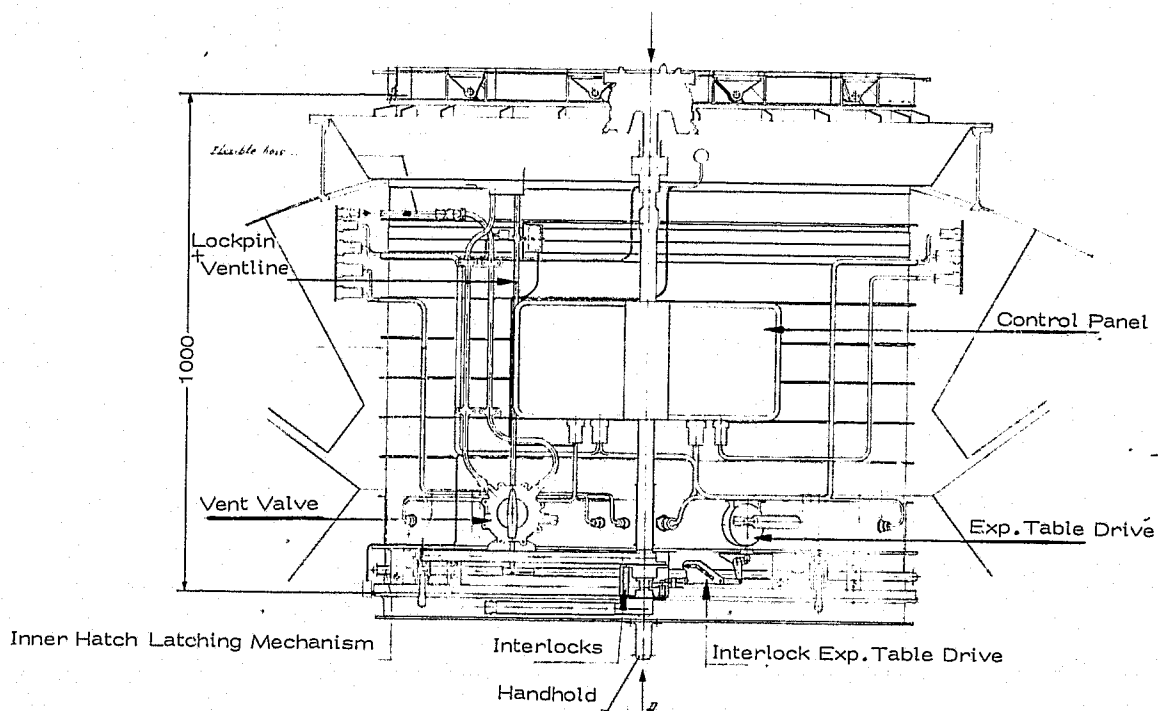 Flexible hose
Lockpin
+
Ventline
1000
Control Panel
Vent Valve
Exp. Table Drive
Inner Hatch Latching Mechanism
Interlocks
Interlock Exp. Table Drive
Handhold